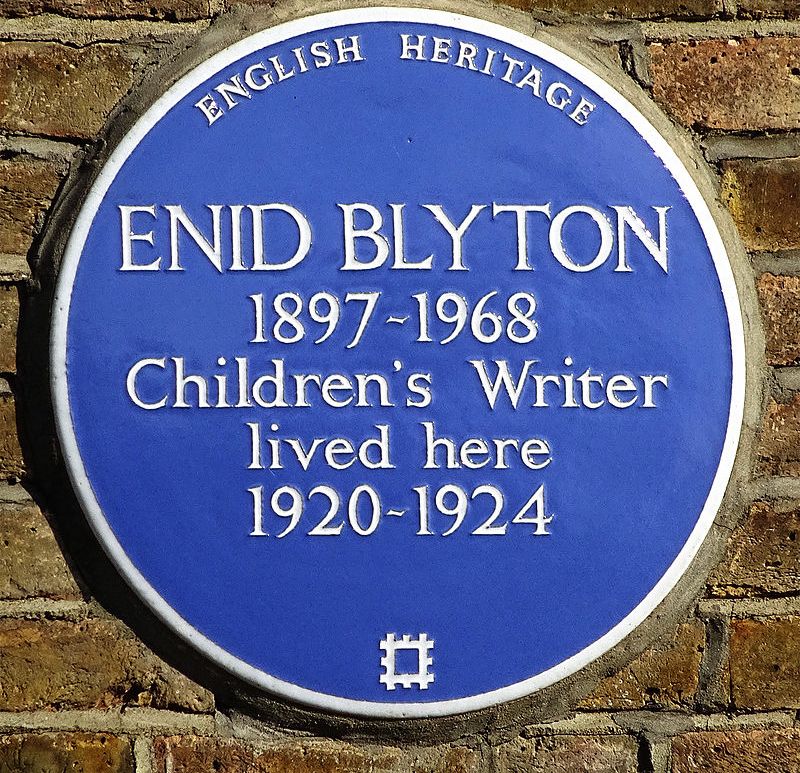 ENGLISH HERITAGE
ENID BLYTON
1897-1968
Children's Writer
lived here
1920-1924